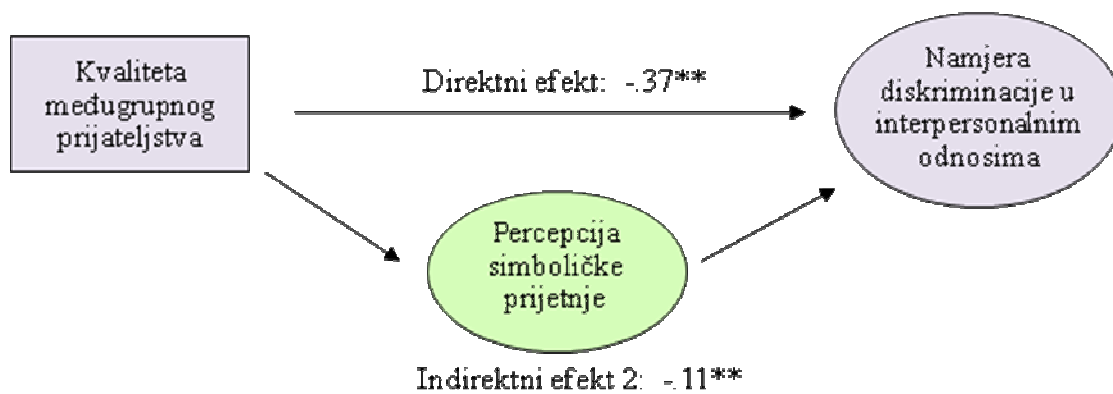 Kvaliteta
međugrupnog
prijateljstva
Direktni efekt: -.37**
Namjera
diskriminacije u
interpersonalnim
odnosima
Percepcija
simboličke
prijetnje
Indirektni efekt 2: -.11**